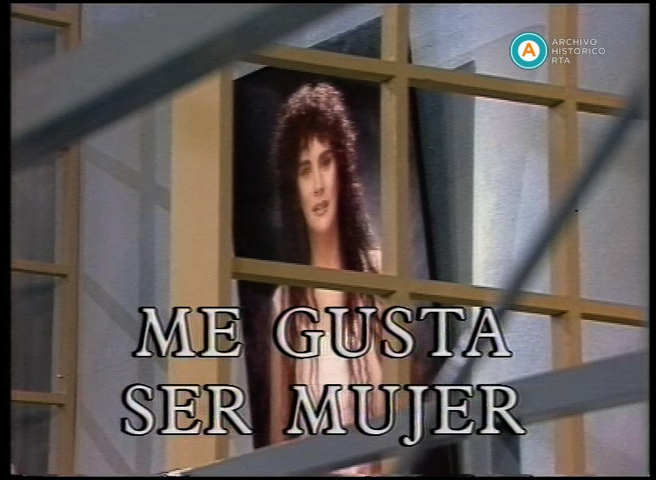 A
ARCHIVO
HISTORICO
RTA
ME GUSTA
SER MUJER